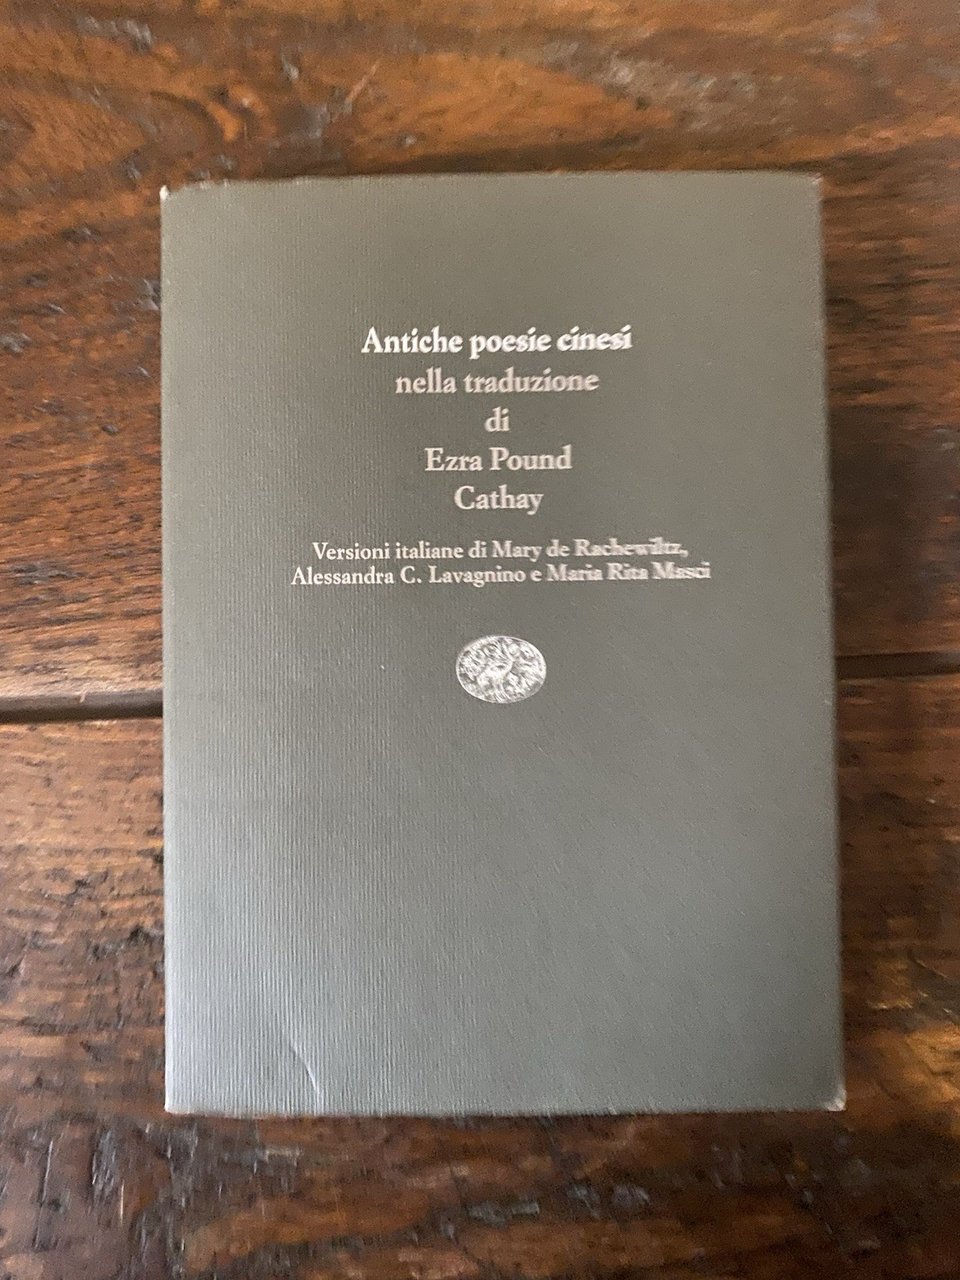 Antiche poesie cinesi
nella traduzione
di
Ezra Pound
Cathay
Versioni italiane di Mary de Rachewiltz,
Alessandra C. Lavagnino e Maria Rita Masci